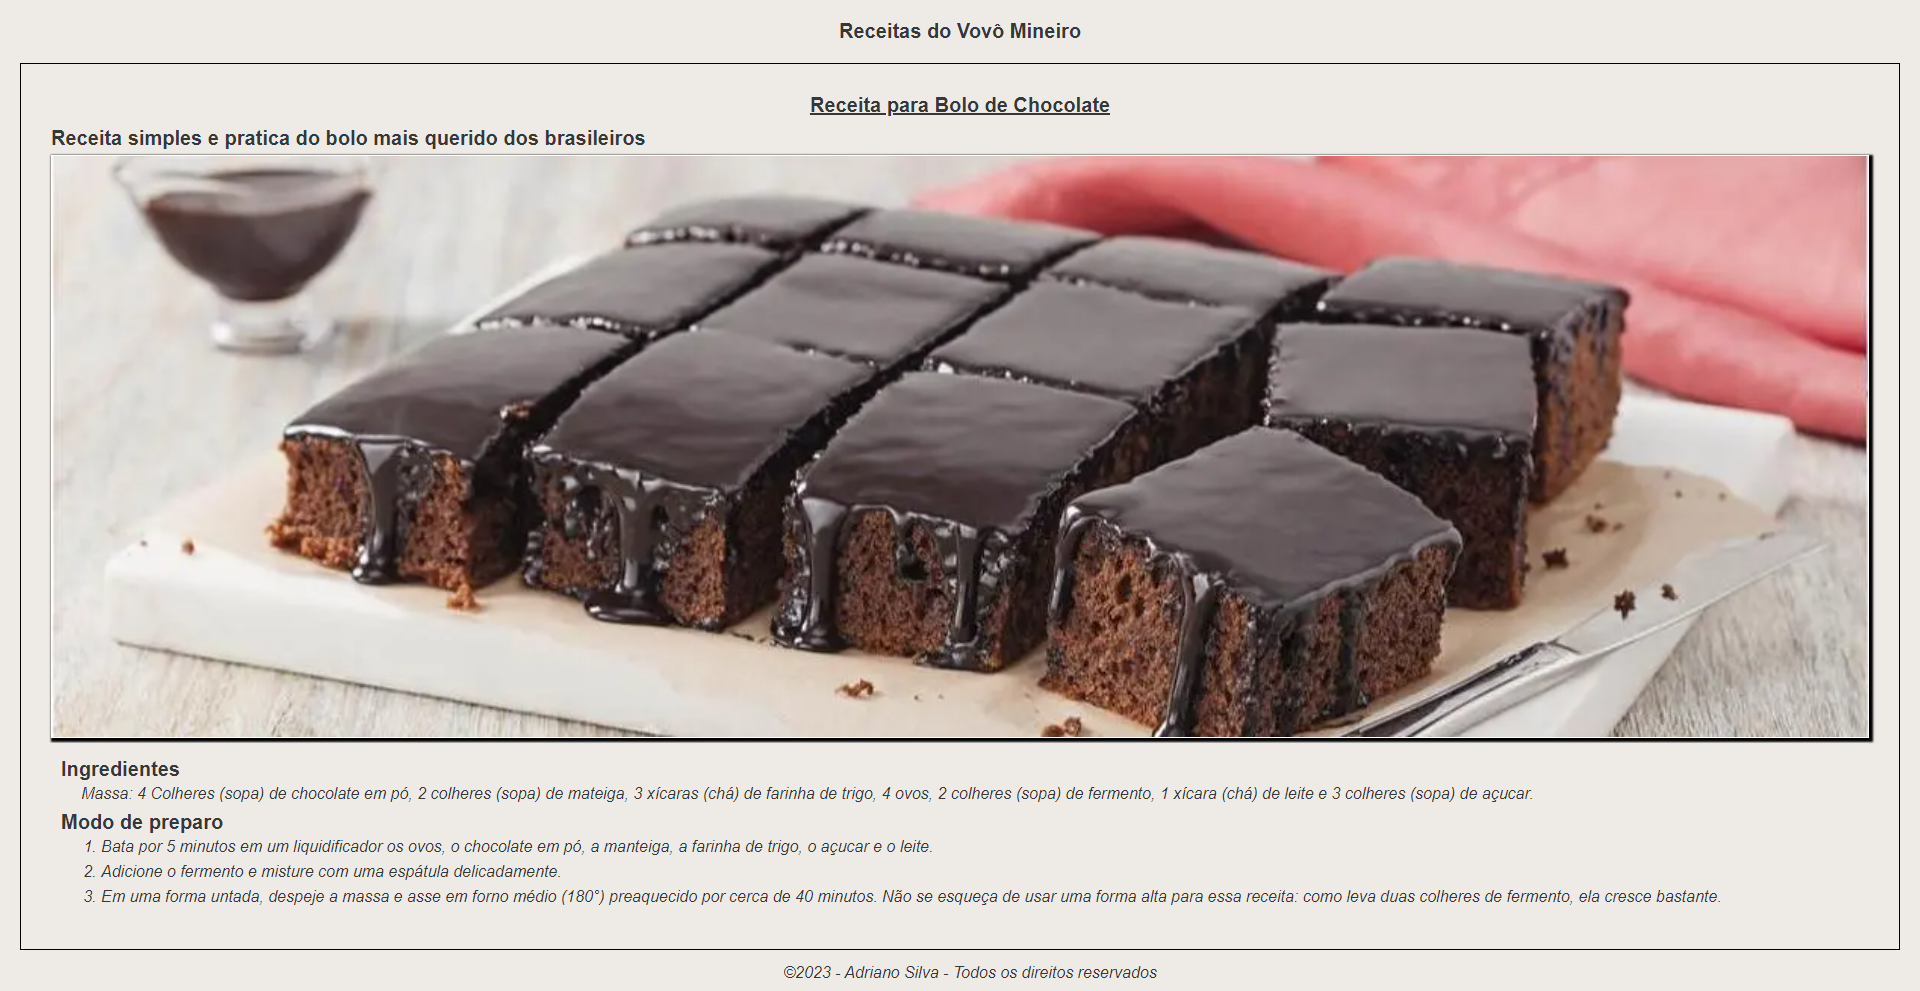 Receitas do Vovô Mineiro
Receita para Bolo de Chocolate
Receita simples e pratica do bolo mais querido dos brasileiros
Ingredientes
Massa: 4 Colheres (sopa) de chocolate em pó, 2 colheres (sopa) de mateiga, 3 xícaras (chá) de farinha de trigo, 4 ovos, 2 colheres (sopa) de fermento, 1 xícara (chá) de leite e 3 colheres (sopa) de açucar.
Modo de preparo
1. Bata por 5 minutos em um liquidificador os ovos, o chocolate em pó, a manteiga, a farinha de trigo, o açucar e o leite.
2. Adicione o fermento e misture com uma espátula delicadamente.
3. Em uma forma untada, despeje a massa e asse em forno médio (180°) preaquecido por cerca de 40 minutos. Não se esqueça de usar uma forma alta para essa receita: como leva duas colheres de fermento, ela cresce bastante.
©2023 - Adriano Silva - Todos os direitos reservados